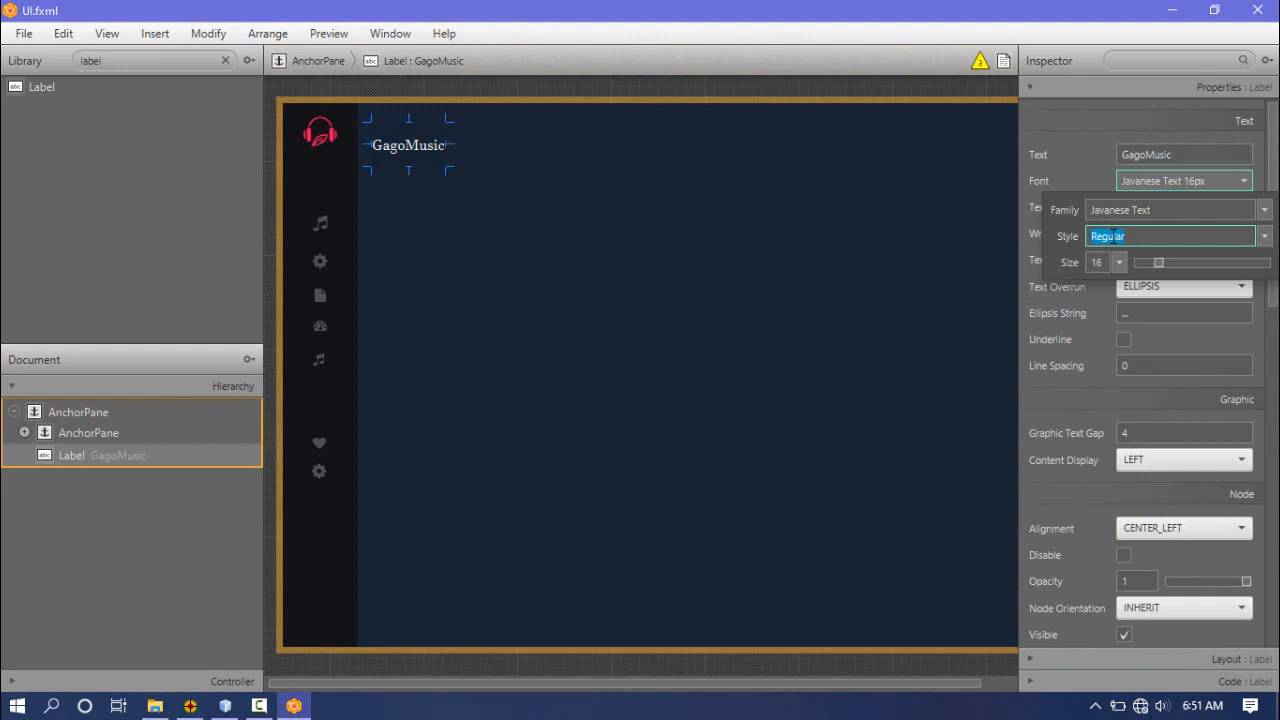 UI.fxml
File Edit View Insert Modify Arrange Preview Window Help
Library label
AnchorPane Label : GagoMusic
Inspector
abc Label
Properties : Label
Text
GagoMusic
Text GagoMusic
Font Javanese Text 16px
Family Javanese Text
Style Regular
Size 16
Text Overrun ELLIPSIS
Ellipsis String ...
Underline
Line Spacing 0
Graphic
Graphic Text Gap 4
Content Display LEFT
Node
Alignment CENTER_LEFT
Disable
Opacity 1
Node Orientation INHERIT
Visible
Layout : Label
Code : Label
Document
Hierarchy
AnchorPane
AnchorPane
abc Label GagoMusic
Controller
6:51 AM